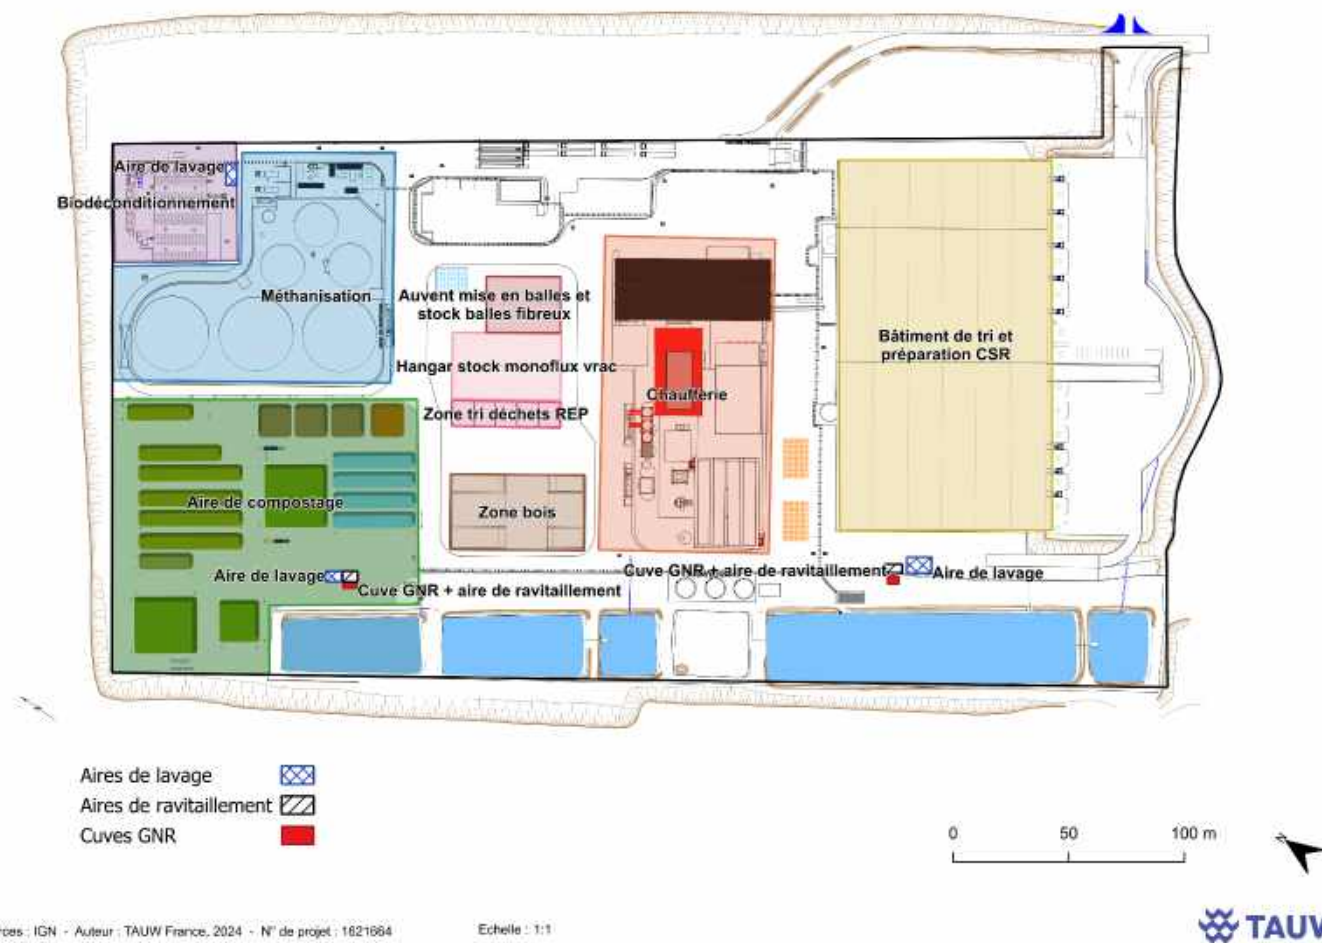 Aire de lavage
Biodéconditionnement
Méthanisation
Auvent mise en balles et
stock balles fibreux
Hangar stock monoflux vrac
Zone tri déchets REP
Chaufferie
Bâtiment de tri et
préparation CSR
Aire de compostage
Zone bois
Aire de lavage
Cuve GNR + aire de ravitaillement
Cuve GNR + aire de ravitaillement
Aire de lavage
Aires de lavage
Aires de ravitaillement
Cuves GNR
0 50 100 m
N
rces : IGN - Auteur : TAUW France, 2024 - N° de projet : 1621664
Echelle : 1:1
TAUW